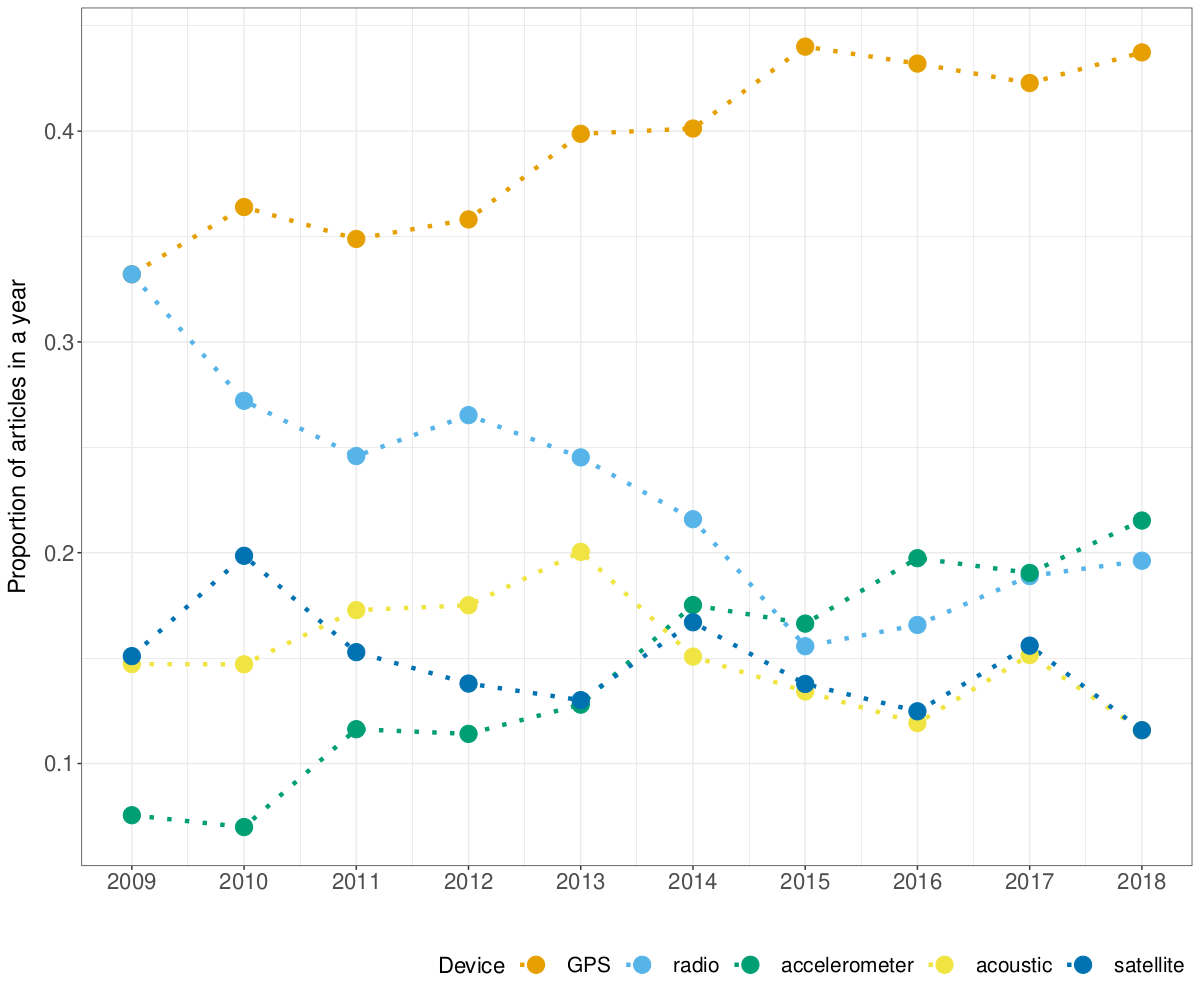 Proportion of articles in a year
0.4
0.3
0.2
0.1
2009 2010 2011 2012 2013 2014 2015 2016 2017 2018
Device GPS radio accelerometer acoustic satellite